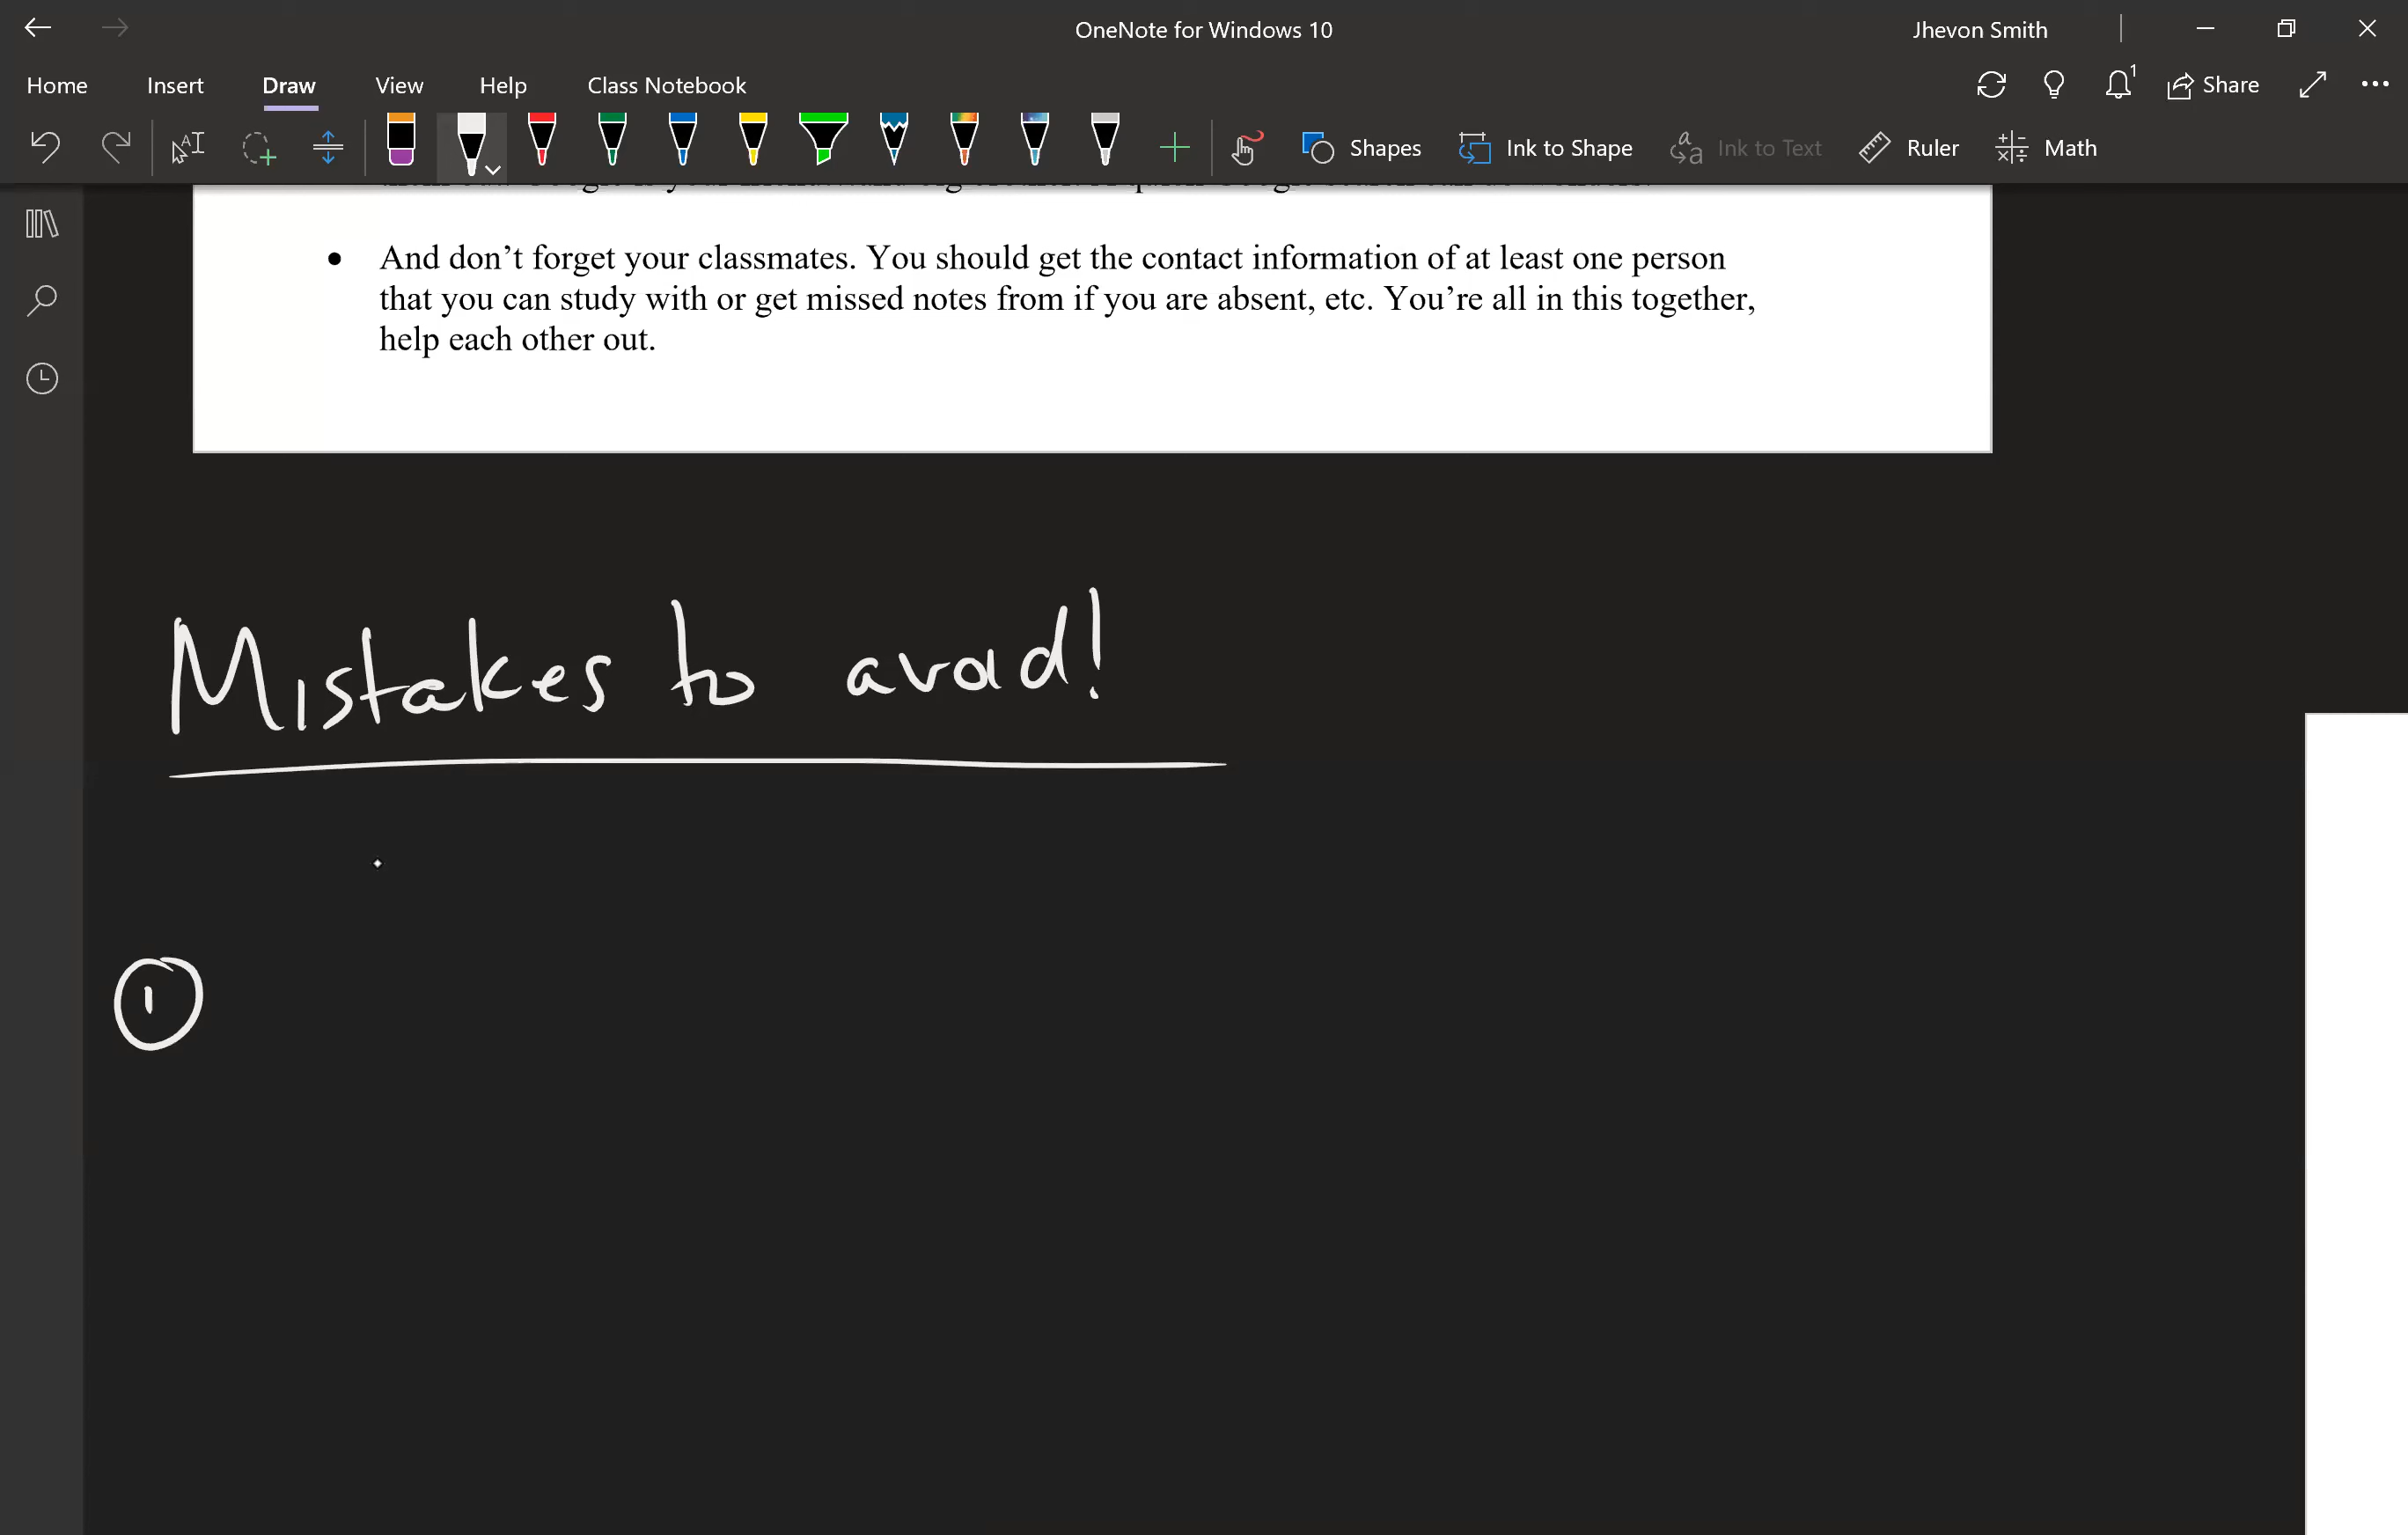 OneNote for Windows 10
Jhevon Smith
Home Insert Draw View Help Class Notebook
1
Share
Shapes Ink to Shape Ink to Text Ruler Math
• And don’t forget your classmates. You should get the contact information of at least one person
that you can study with or get missed notes from if you are absent, etc. You’re all in this together,
help each other out.
Mistakes to avoid!
①